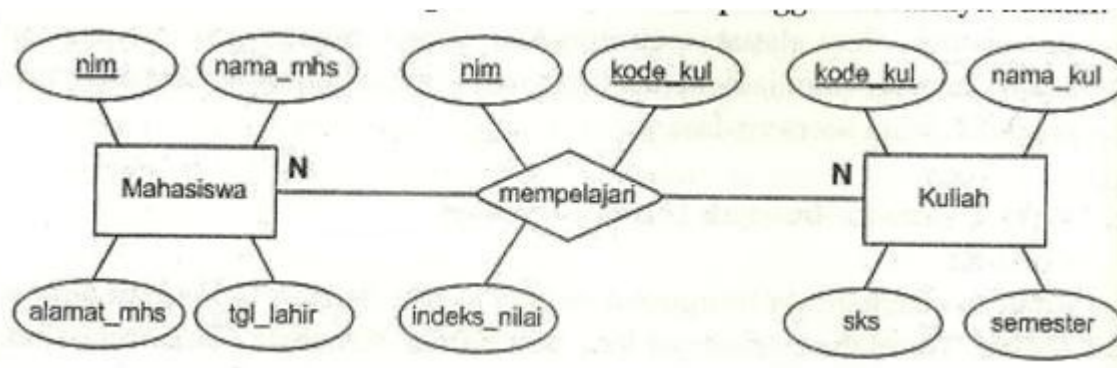 nim
nama_mhs
nim
kode_kul
kode_kul
nama_kul
Mahasiswa
N
mempelajari
N
Kuliah
alamat_mhs
tgl_lahir
indeks_nilai
sks
semester